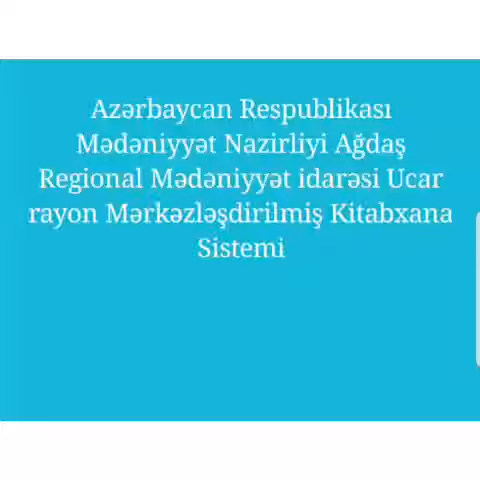 Azərbaycan Respublikası
Mədəniyyət Nazirliyi Ağdaş
Regional Mədəniyyət idarəsi Ucar
rayon Mərkəzləşdirilmiş Kitabxana
Sistemi